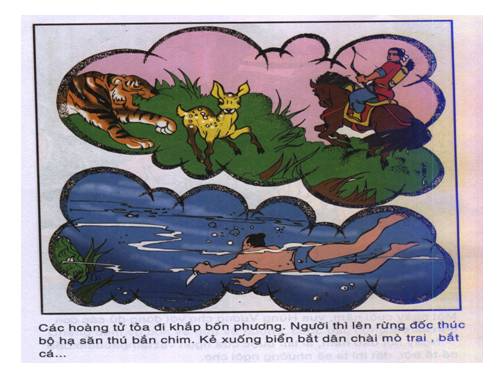 Các hoàng tử tỏa đi khắp bốn phương. Người thì lên rừng đốc thúc
bộ hạ săn thú bắn chim. Kẻ xuống biển bắt dân chài mò trai , bắt
cá...